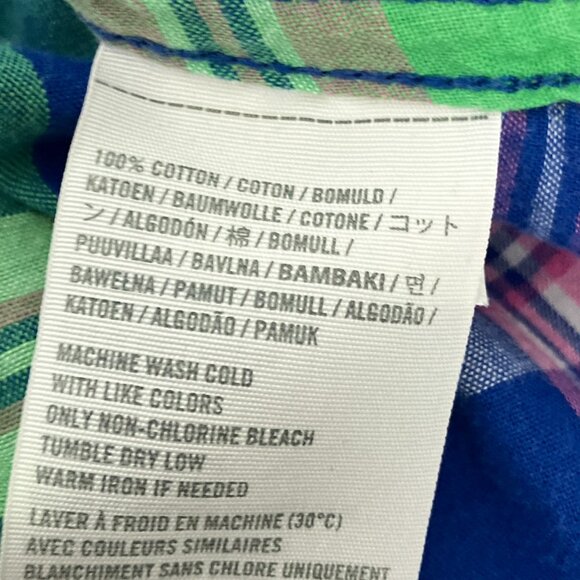 100% COTTON / COTON / BOMULD /
KATOEN / BAUMWOLLE / COTONE / コット
ン / ALGODÓN / 棉 / BOMULL /
PUUVILLAA / BAVLNA / BAMBAKI / 면 /
BAWEŁNA / PAMUT / BOMULL / ALGODÃO /
KATOEN / ALGODÃO / PAMUK
MACHINE WASH COLD
WITH LIKE COLORS
ONLY NON-CHLORINE BLEACH
TUMBLE DRY LOW
WARM IRON IF NEEDED
LAVER À FROID EN MACHINE (30°C)
AVEC COULEURS SIMILAIRES
BLANCHIMENT SANS CHLORE UNIQUEMENT